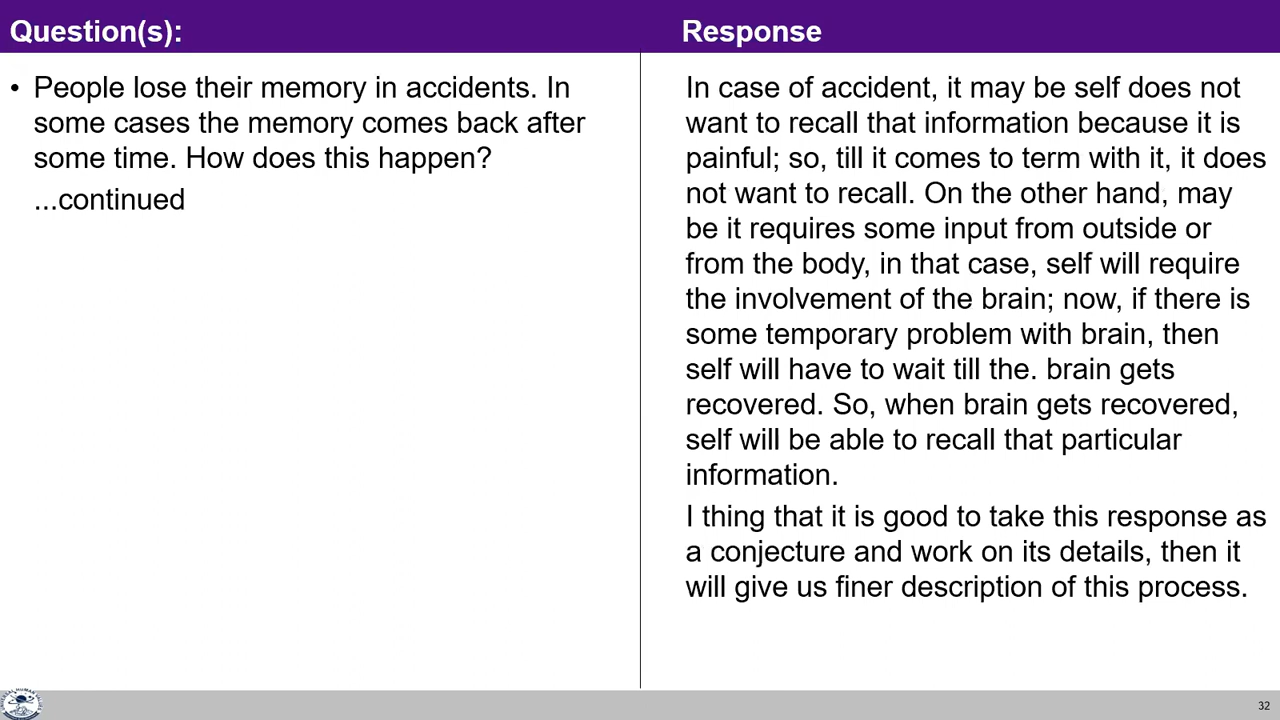 Question(s):
Response
• People lose their memory in accidents. In
some cases the memory comes back after
some time. How does this happen?
...continued
In case of accident, it may be self does not
want to recall that information because it is
painful; so, till it comes to term with it, it does
not want to recall. On the other hand, may
be it requires some input from outside or
from the body, in that case, self will require
the involvement of the brain; now, if there is
some temporary problem with brain, then
self will have to wait till the. brain gets
recovered. So, when brain gets recovered,
self will be able to recall that particular
information.
I thing that it is good to take this response as
a conjecture and work on its details, then it
will give us finer description of this process.
32